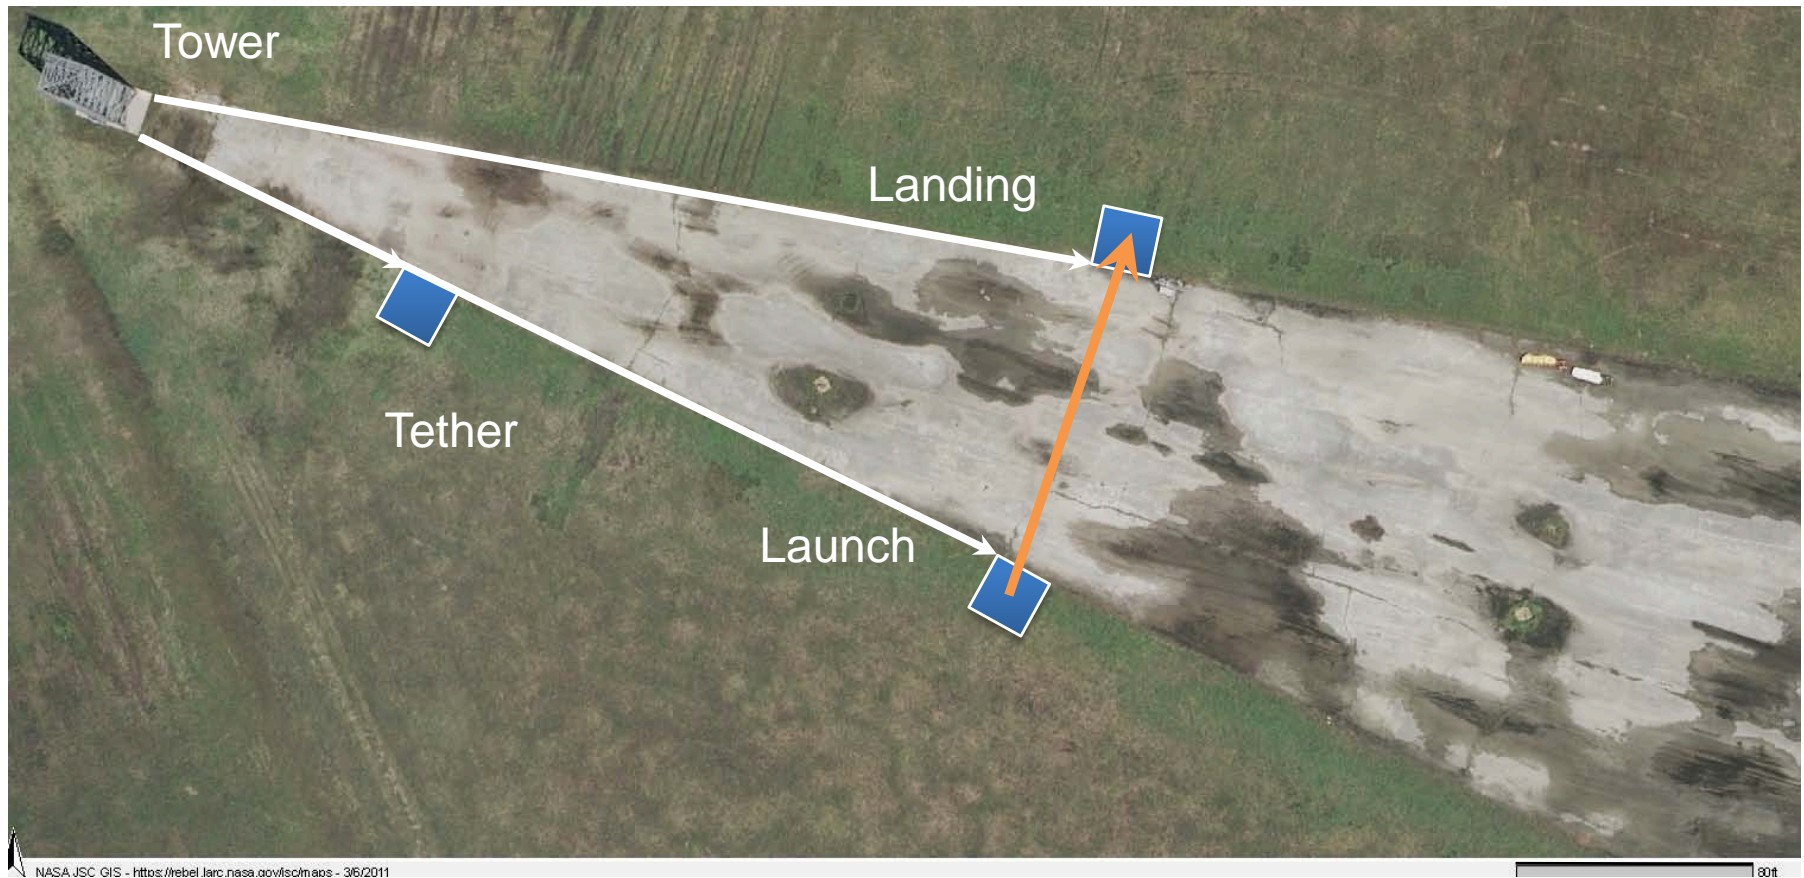 Tower
Landing
Tether
Launch
NASA JSC GIS - https://rebel.larc.nasa.gov/jsc/maps - 3/6/2011
80ft